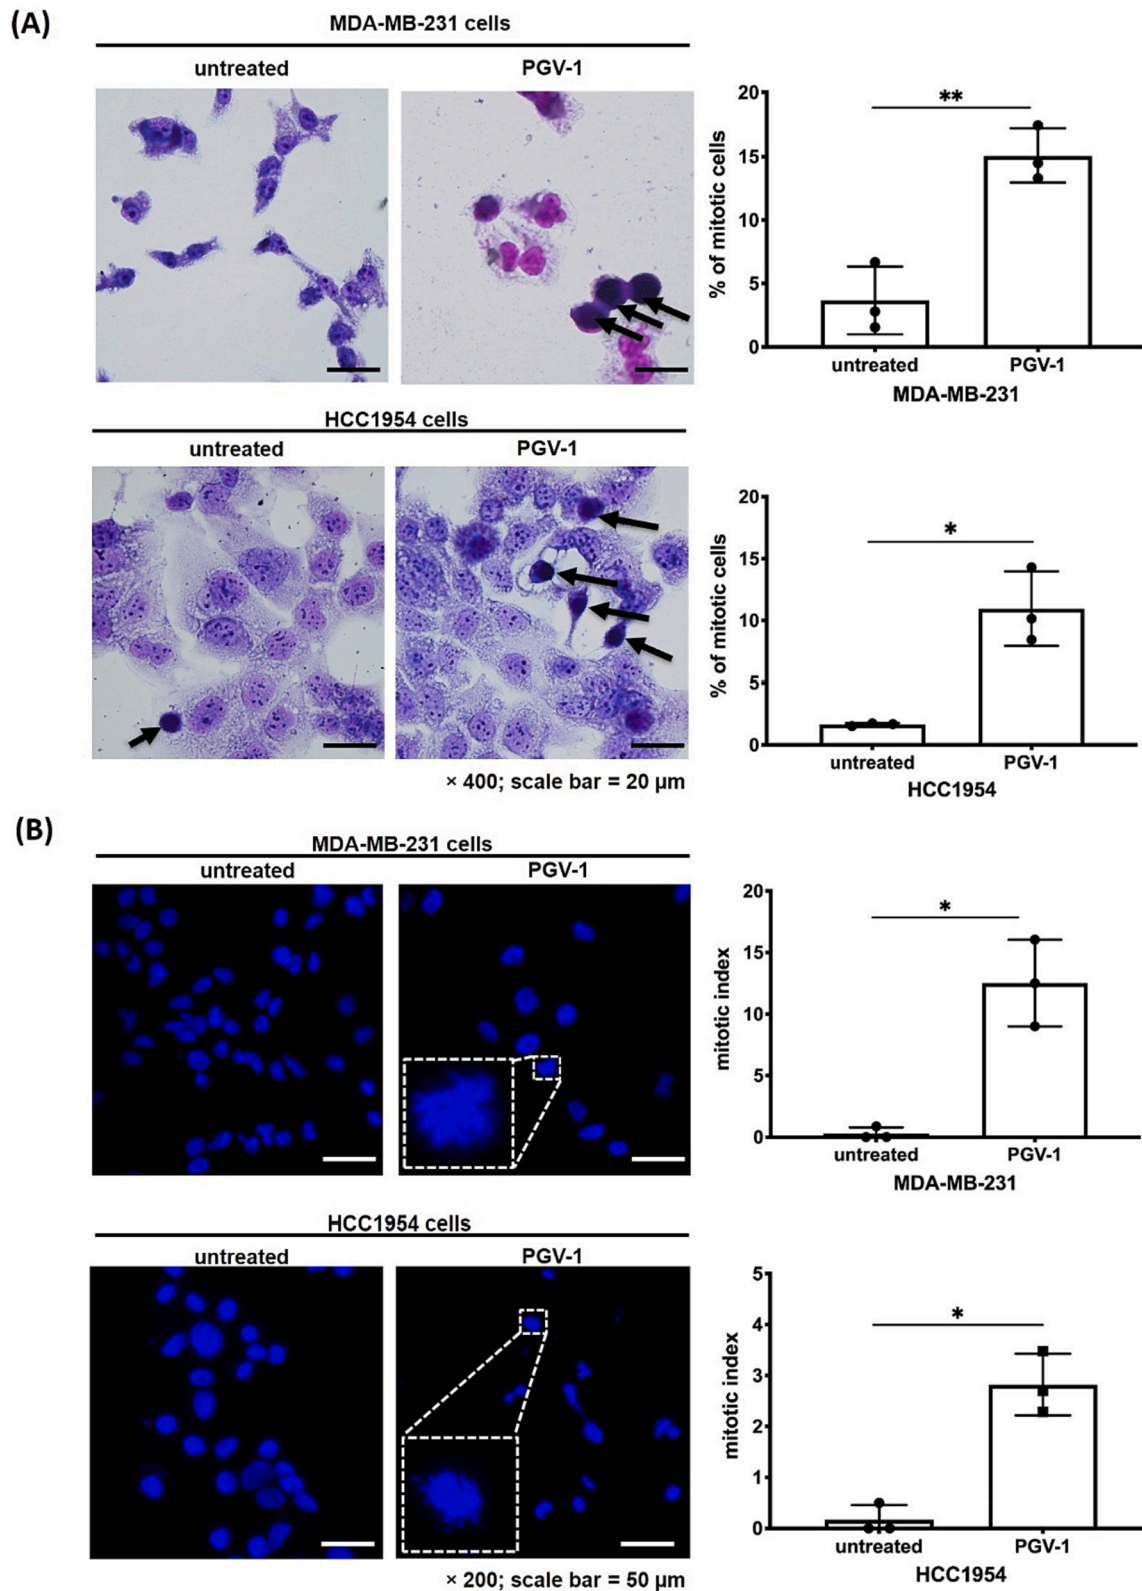 (A)
MDA-MB-231 cells
untreated
PGV-1
20
15
10
5
0
% of mitotic cells
**
untreated
PGV-1
MDA-MB-231
HCC1954 cells
untreated
PGV-1
20
15
10
5
0
% of mitotic cells
*
untreated
PGV-1
HCC1954
× 400; scale bar = 20 µm
(B)
MDA-MB-231 cells
untreated
PGV-1
20
15
10
5
0
mitotic index
*
untreated
PGV-1
MDA-MB-231
HCC1954 cells
untreated
PGV-1
5
4
3
2
1
0
mitotic index
*
untreated
PGV-1
HCC1954
× 200; scale bar = 50 µm